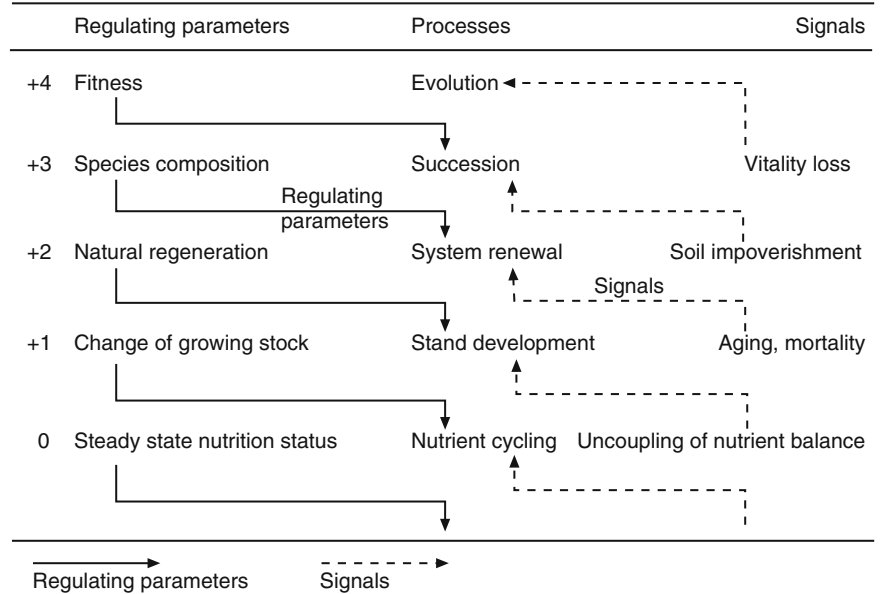 Regulating parameters Processes Signals
+4 Fitness Evolution
+3 Species composition Succession Vitality loss
Regulating
parameters
+2 Natural regeneration System renewal Soil impoverishment
Signals
+1 Change of growing stock Stand development Aging, mortality
0 Steady state nutrition status Nutrient cycling Uncoupling of nutrient balance
Regulating parameters Signals